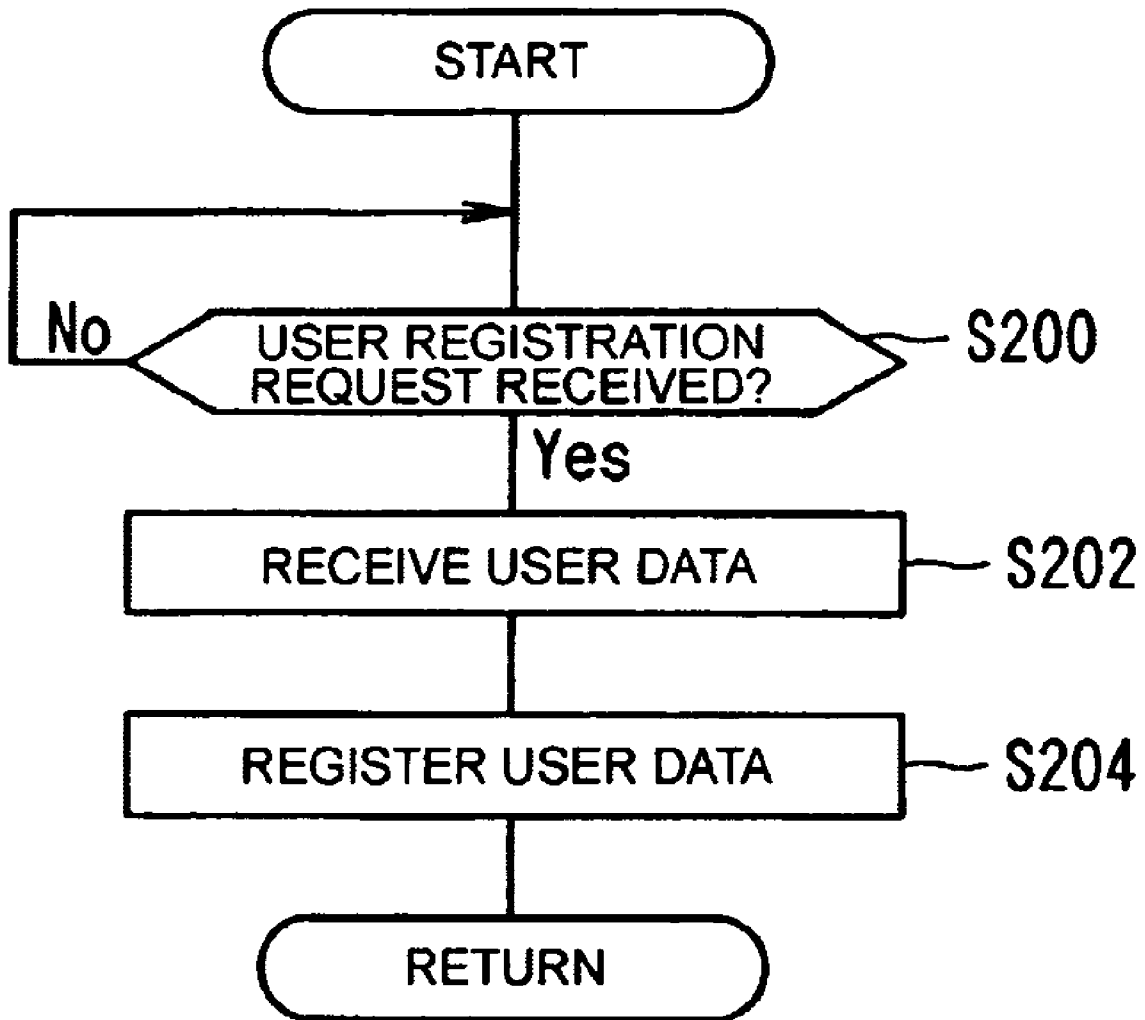 START
No
USER REGISTRATION
REQUEST RECEIVED?
S200
Yes
RECEIVE USER DATA
S202
REGISTER USER DATA
S204
RETURN